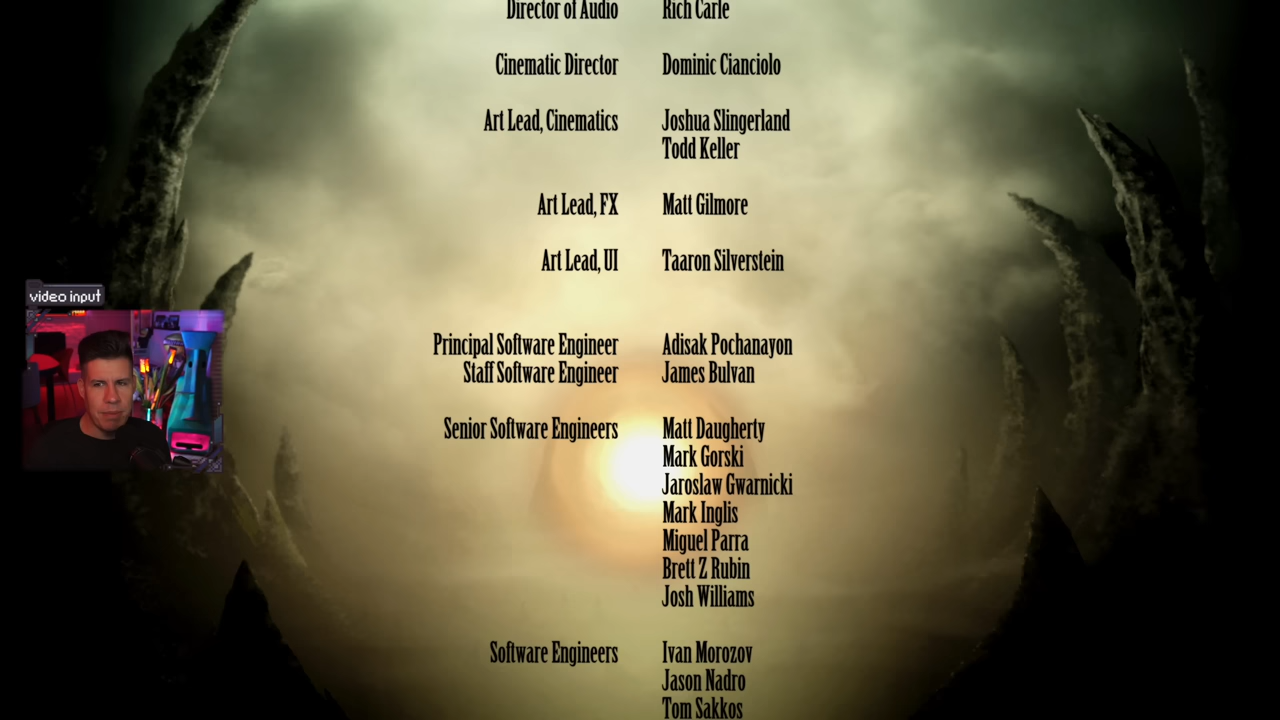 Director of Audio Rich Carle
Cinematic Director Dominic Cianciolo
Art Lead, Cinematics Joshua Slingerland
Todd Keller
Art Lead, FX Matt Gilmore
Art Lead, UI Taaron Silverstein
video input
Principal Software Engineer Adisak Pochanayon
Staff Software Engineer James Bulvan
Senior Software Engineers Matt Daugherty
Mark Gorski
Jaroslaw Gwarnicki
Mark Inglis
Miguel Parra
Brett Z Rubin
Josh Williams
Software Engineers Ivan Morozov
Jason Nadro
Tom Sakkos